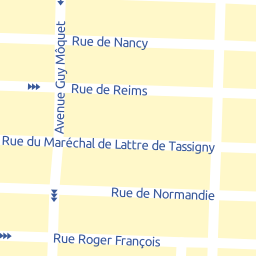 Rue de Nancy
Avenue Guy Môquet
Rue de Reims
Rue du Maréchal de Lattre de Tassigny
Rue de Normandie
Rue Roger François